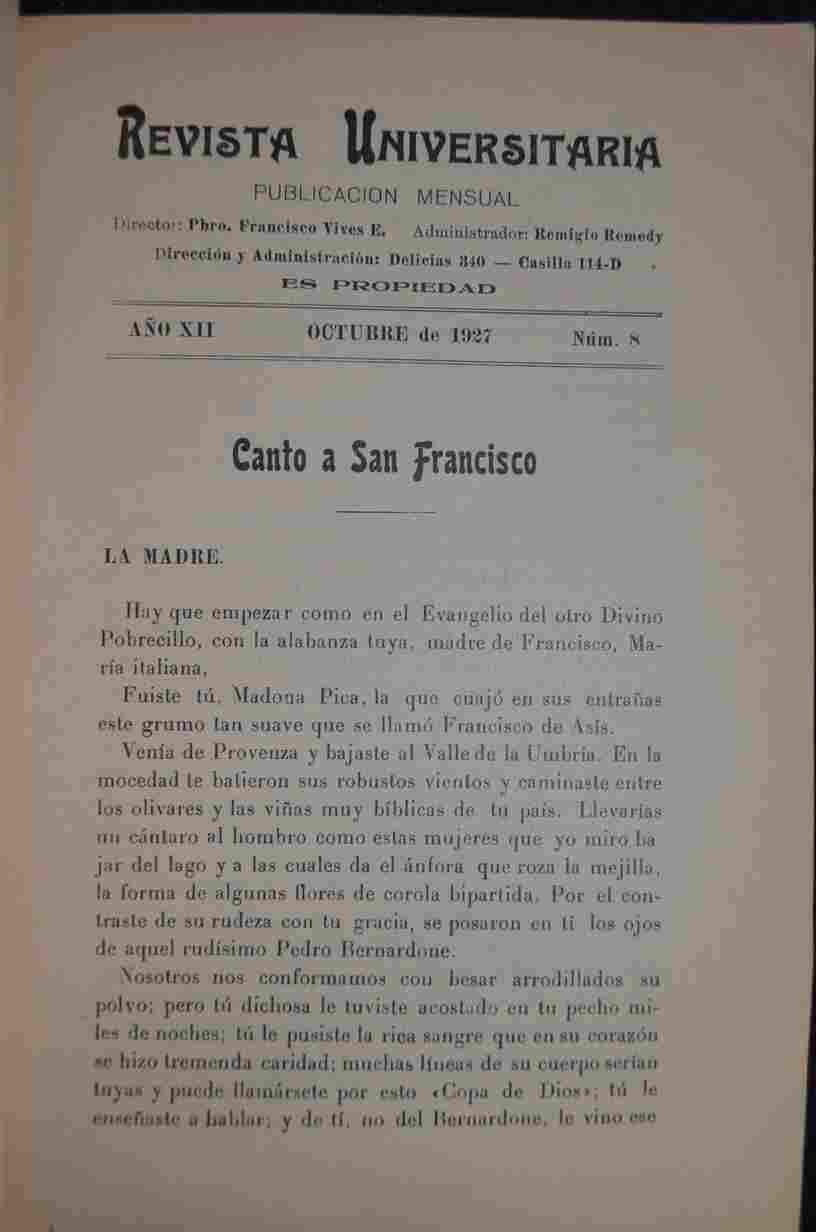 REVISTA UNIVERSITARIA
PUBLICACION MENSUAL
Director: Pbro. Francisco Vives E. Administrador: Remigio Remedy
Dirección y Administración: Delicias 340 — Casilla 114-D
ES PROPIEDAD
AÑO XII OCTUBRE de 1927 Núm. 8
Canto a San Francisco
LA MADRE.
Hay que empezar como en el Evangelio del otro Divino
Pobrecillo, con la alabanza tuya, madre de Francisco, Ma-
ría italiana,
Fuiste tú, Madona Pica, la que cuajó en sus entrañas
este grumo tan suave que se llamó Francisco de Asís.
Venía de Provenza y bajaste al Valle de la Umbría. En la
mocedad te batieron sus robustos vientos y caminaste entre
los olivares y las viñas muy bíblicas de tu país. Llevarías
un cántaro al hombro como estas mujeres que yo miro ba
jar del lago y a las cuales da el ánfora que roza la mejilla,
la forma de algunas flores de corola bipartida. Por el con-
traste de su rudeza con tu gracia, se posaron en ti los ojos
de aquel rudísimo Pedro Bernardone.
Nosotros nos conformamos con besar arrodillados su
polvo; pero tú dichosa le tuviste acostado en tu pecho mi-
les de noches; tú le pusiste la rica sangre que en su corazón
se hizo tremenda caridad; muchas líneas de su cuerpo serían
tuyas y puede llamársete por esto «Copa de Dios»; tú le
enseñaste a hablar; y de tí, no del Bernardone, le vino ese